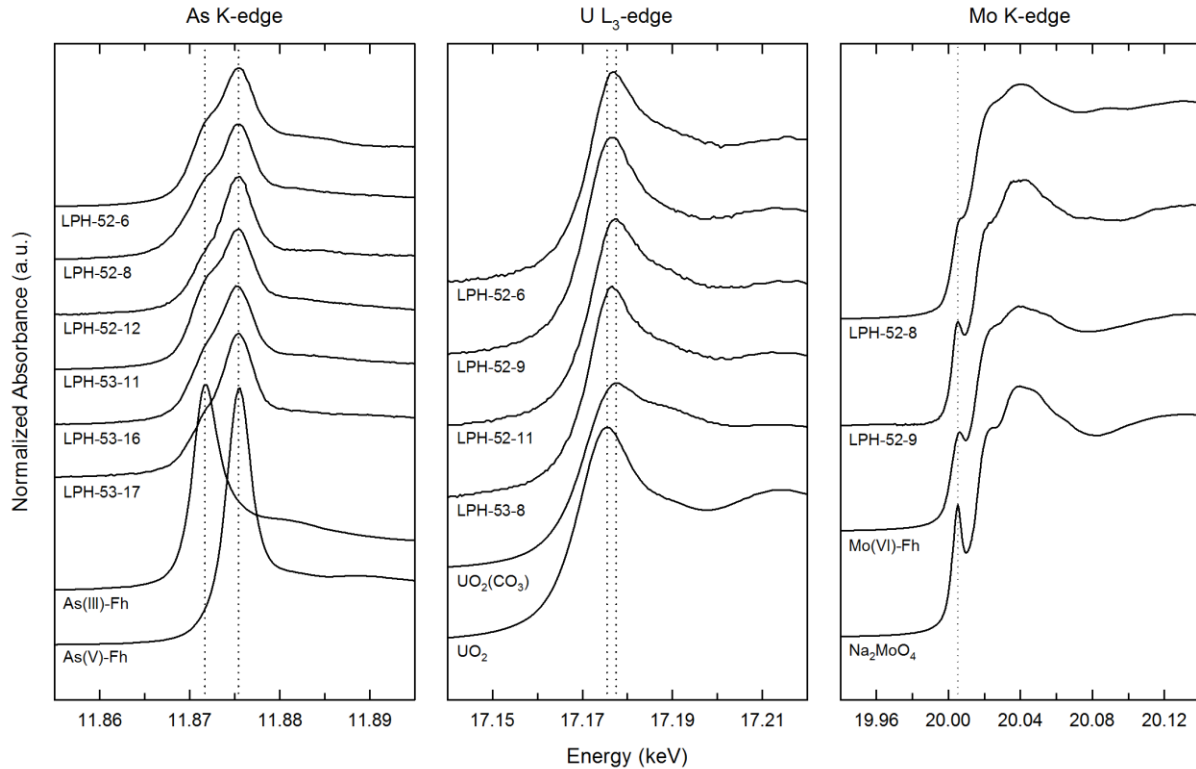 As K-edge
U L3-edge
Mo K-edge
Normalized Absorbance (a.u.)
LPH-52-6
LPH-52-8
LPH-52-12
LPH-53-11
LPH-53-16
LPH-53-17
As(III)-Fh
As(V)-Fh
11.86
11.87
11.88
11.89
LPH-52-6
LPH-52-9
LPH-52-11
LPH-53-8
UO2(CO3)
UO2
17.15
17.17
17.19
17.21
LPH-52-8
LPH-52-9
Mo(VI)-Fh
Na2MoO4
19.96
20.00
20.04
20.08
20.12
Energy (keV)